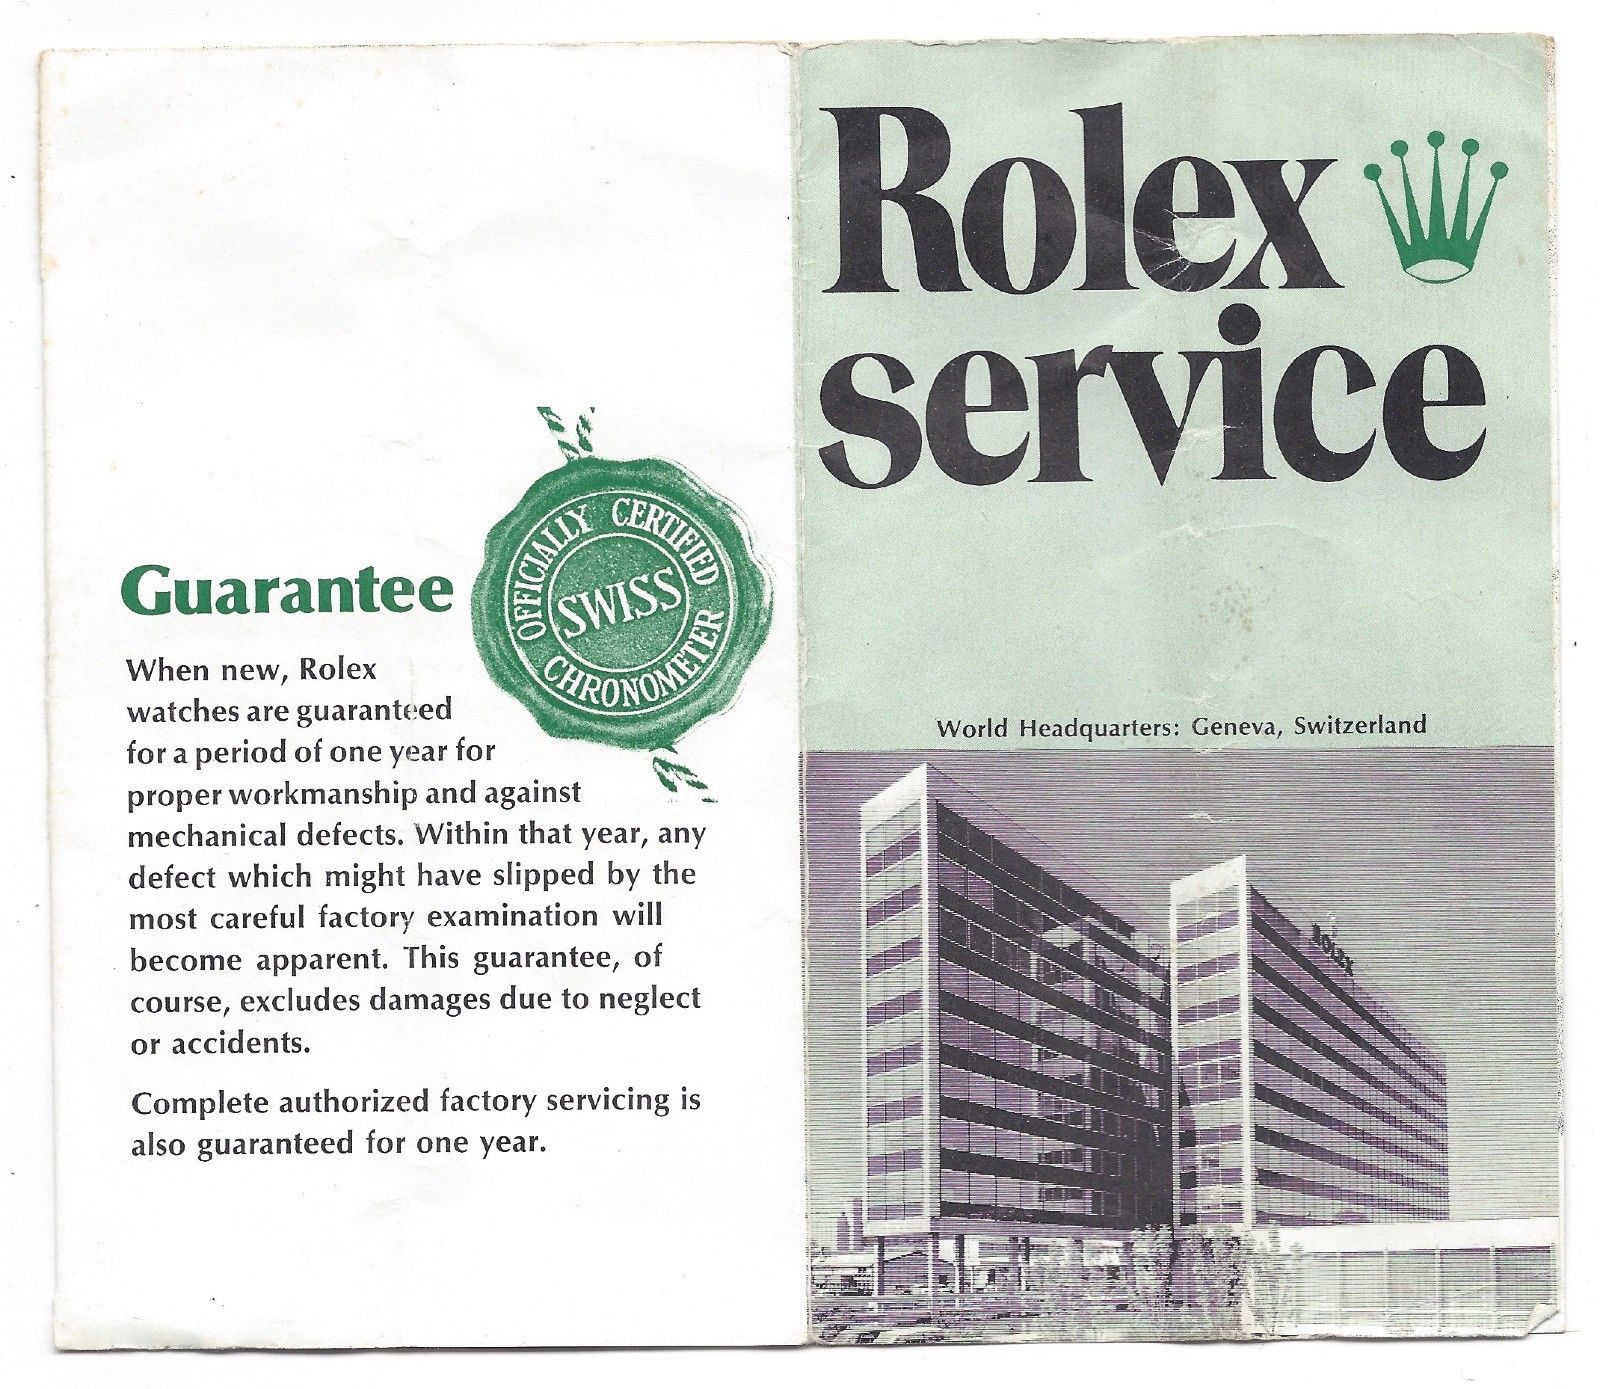 Guarantee
OFFICIALLY CERTIFIED
SWISS
CHRONOMETER
When new, Rolex
watches are guaranteed
for a period of one year for
proper workmanship and against
mechanical defects. Within that year, any
defect which might have slipped by the
most careful factory examination will
become apparent. This guarantee, of
course, excludes damages due to neglect
or accidents.
Complete authorized factory servicing is
also guaranteed for one year.
Rolex
service
World Headquarters: Geneva, Switzerland
ROLEX